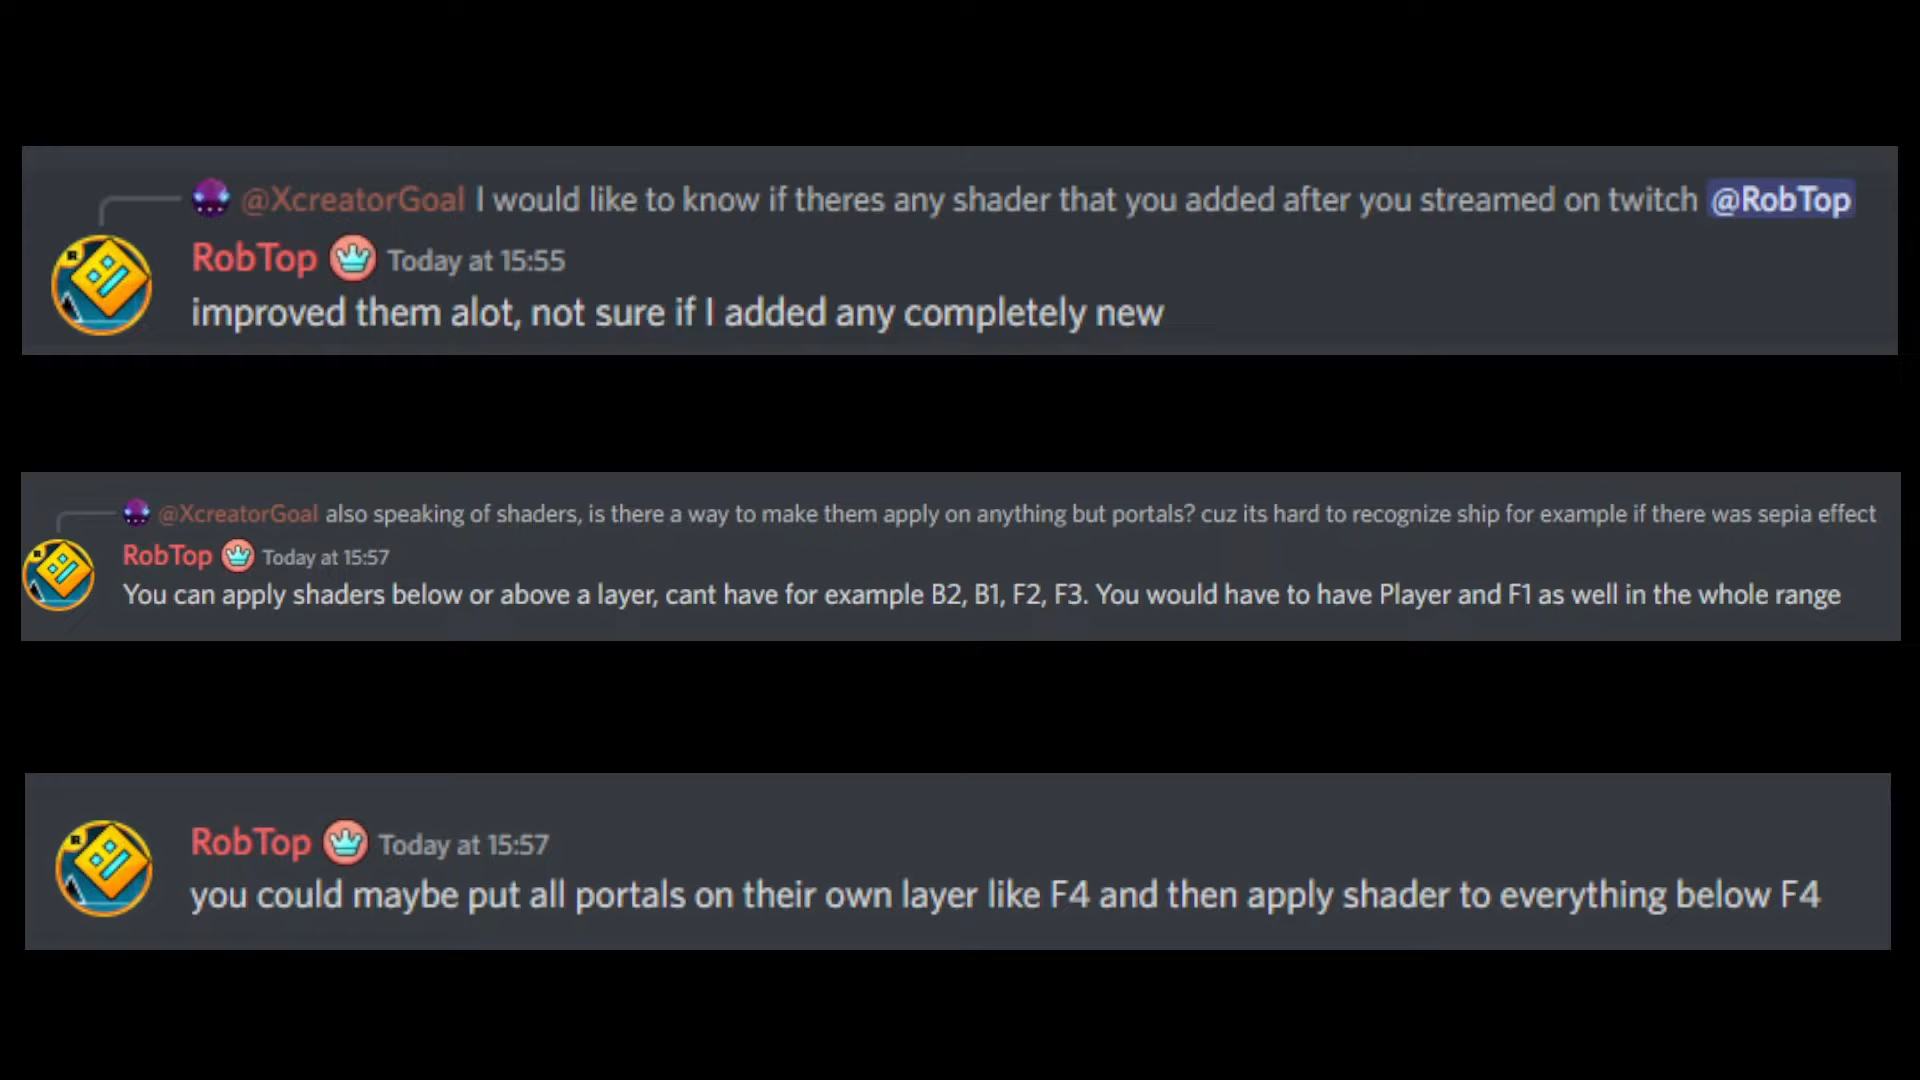 @XcreatorGoal I would like to know if theres any shader that you added after you streamed on twitch @RobTop
RobTop Today at 15:55
improved them alot, not sure if I added any completely new
@XcreatorGoal also speaking of shaders, is there a way to make them apply on anything but portals? cuz its hard to recognize ship for example if there was sepia effect
RobTop Today at 15:57
You can apply shaders below or above a layer, cant have for example B2, B1, F2, F3. You would have to have Player and F1 as well in the whole range
RobTop Today at 15:57
you could maybe put all portals on their own layer like F4 and then apply shader to everything below F4